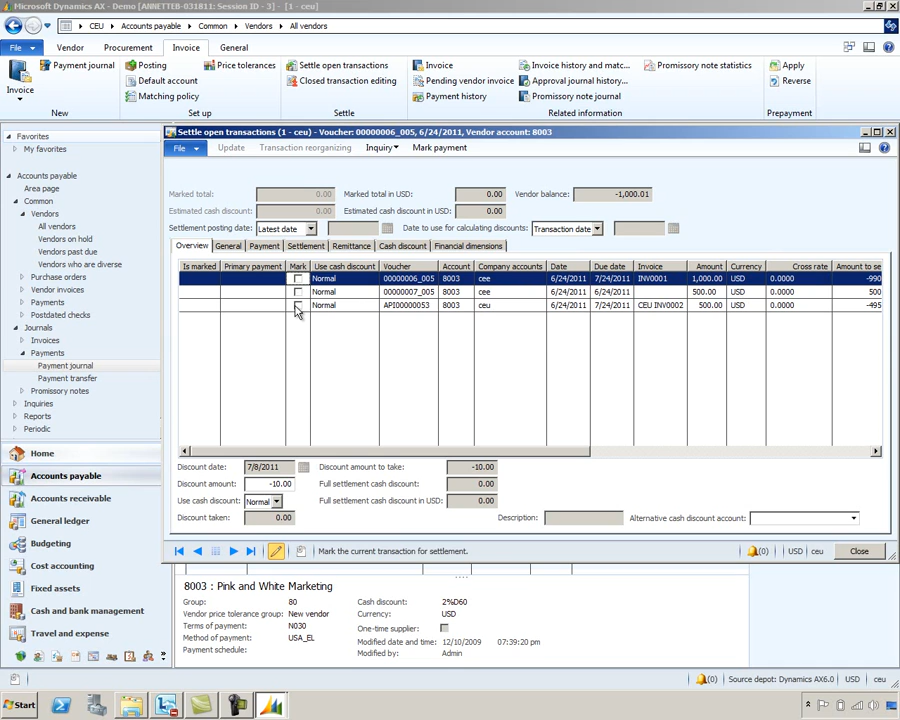 Microsoft Dynamics AX - Demo [ANNETTEB-031811: Session ID - 3] - [1 - ceu]
CEU ▸ Accounts payable ▸ Common ▸ Vendors ▸ All vendors
File Vendor Procurement Invoice General
Invoice
Payment journal
New
Posting
Default account
Matching policy
Price tolerances
Set up
Settle open transactions
Closed transaction editing
Settle
Invoice
Pending vendor invoice
Payment history
Invoice history and matc...
Approval journal history...
Promissory note journal
Promissory note statistics
Related information
Apply
Reverse
Prepayment
Favorites
My favorites
Accounts payable
Area page
Common
Vendors
All vendors
Vendors on hold
Vendors past due
Vendors who are diverse
Purchase orders
Vendor invoices
Payments
Postdated checks
Journals
Invoices
Payments
Payment journal
Payment transfer
Promissory notes
Inquiries
Reports
Periodic
Home
Accounts payable
Accounts receivable
General ledger
Budgeting
Cost accounting
Fixed assets
Cash and bank management
Travel and expense
Settle open transactions (1 - ceu) - Voucher: 00000006_005, 6/24/2011, Vendor account: 8003
File Update Transaction reorganizing Inquiry Mark payment
Marked total: 0.00 Marked total in USD: 0.00 Vendor balance: -1,000.01
Estimated cash discount: 0.00 Estimated cash discount in USD: 0.00
Settlement posting date: Latest date Date to use for calculating discounts: Transaction date
Overview General Payment Settlement Remittance Cash discount Financial dimensions
Is marked Primary payment Mark Use cash discount Voucher Account Company accounts Date Due date Invoice Amount Currency Cross rate Amount to se
Normal 00000006_005 8003 cee 6/24/2011 7/24/2011 INV0001 1,000.00 USD 0.0000 -990
Normal 00000007_005 8003 cee 6/24/2011 6/24/2011 500.00 USD 0.0000 500
Normal API00000053 8003 ceu 6/24/2011 7/24/2011 CEU INV0002 500.00 USD 0.0000 -495
Discount date: 7/8/2011 Discount amount to take: -10.00
Discount amount: -10.00 Full settlement cash discount: 0.00
Use cash discount: Normal Full settlement cash discount in USD: 0.00
Discount taken: 0.00 Description: Alternative cash discount account:
Mark the current transaction for settlement. (0) USD ceu Close
8003 : Pink and White Marketing
Group: 80 Cash discount: 2%D60
Vendor price tolerance group: New vendor Currency: USD
Terms of payment: N030 One-time supplier:
Method of payment: USA_EL Modified date and time: 12/10/2009 07:39:20 pm
Payment schedule: Modified by: Admin
(0) Source depot: Dynamics AX6.0 USD ceu
Start